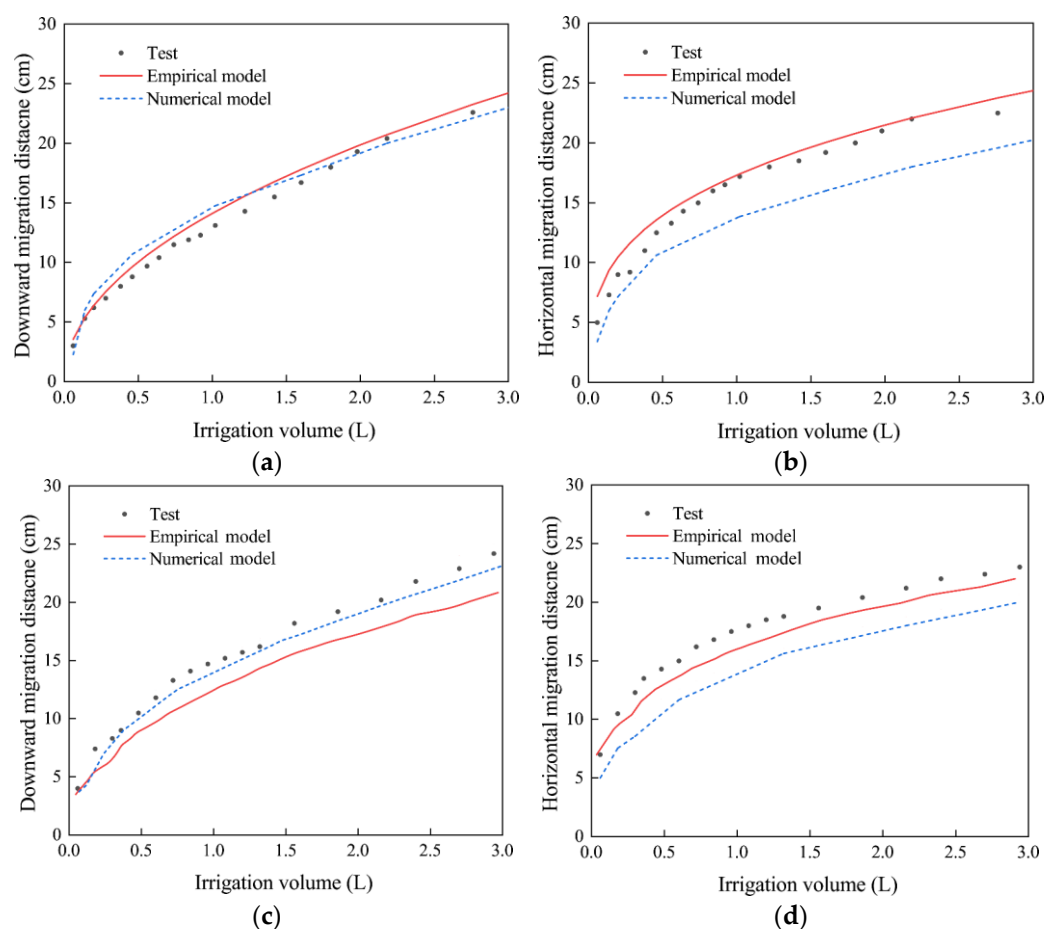 30
25
20
15
10
5
0
Downward migration distacne (cm)
Test
Empirical model
Numerical model
0.0 0.5 1.0 1.5 2.0 2.5 3.0
Irrigation volume (L)
(a)
30
25
20
15
10
5
0
Horizontal migration distacne (cm)
Test
Empirical model
Numerical model
0.0 0.5 1.0 1.5 2.0 2.5 3.0
Irrigation volume (L)
(b)
30
25
20
15
10
5
0
Downward migration distacne (cm)
Test
Empirical model
Numerical model
0.0 0.5 1.0 1.5 2.0 2.5 3.0
Irrigation volume (L)
(c)
30
25
20
15
10
5
0
Horizontal migration distacne (cm)
Test
Empirical model
Numerical model
0.0 0.5 1.0 1.5 2.0 2.5 3.0
Irrigation volume (L)
(d)